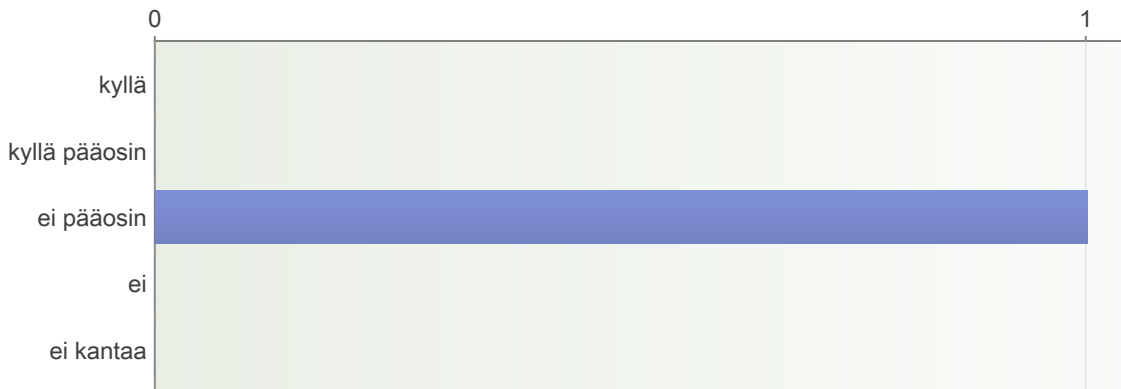 0 1
kyllä
kyllä pääosin
ei pääosin
ei
ei kantaa